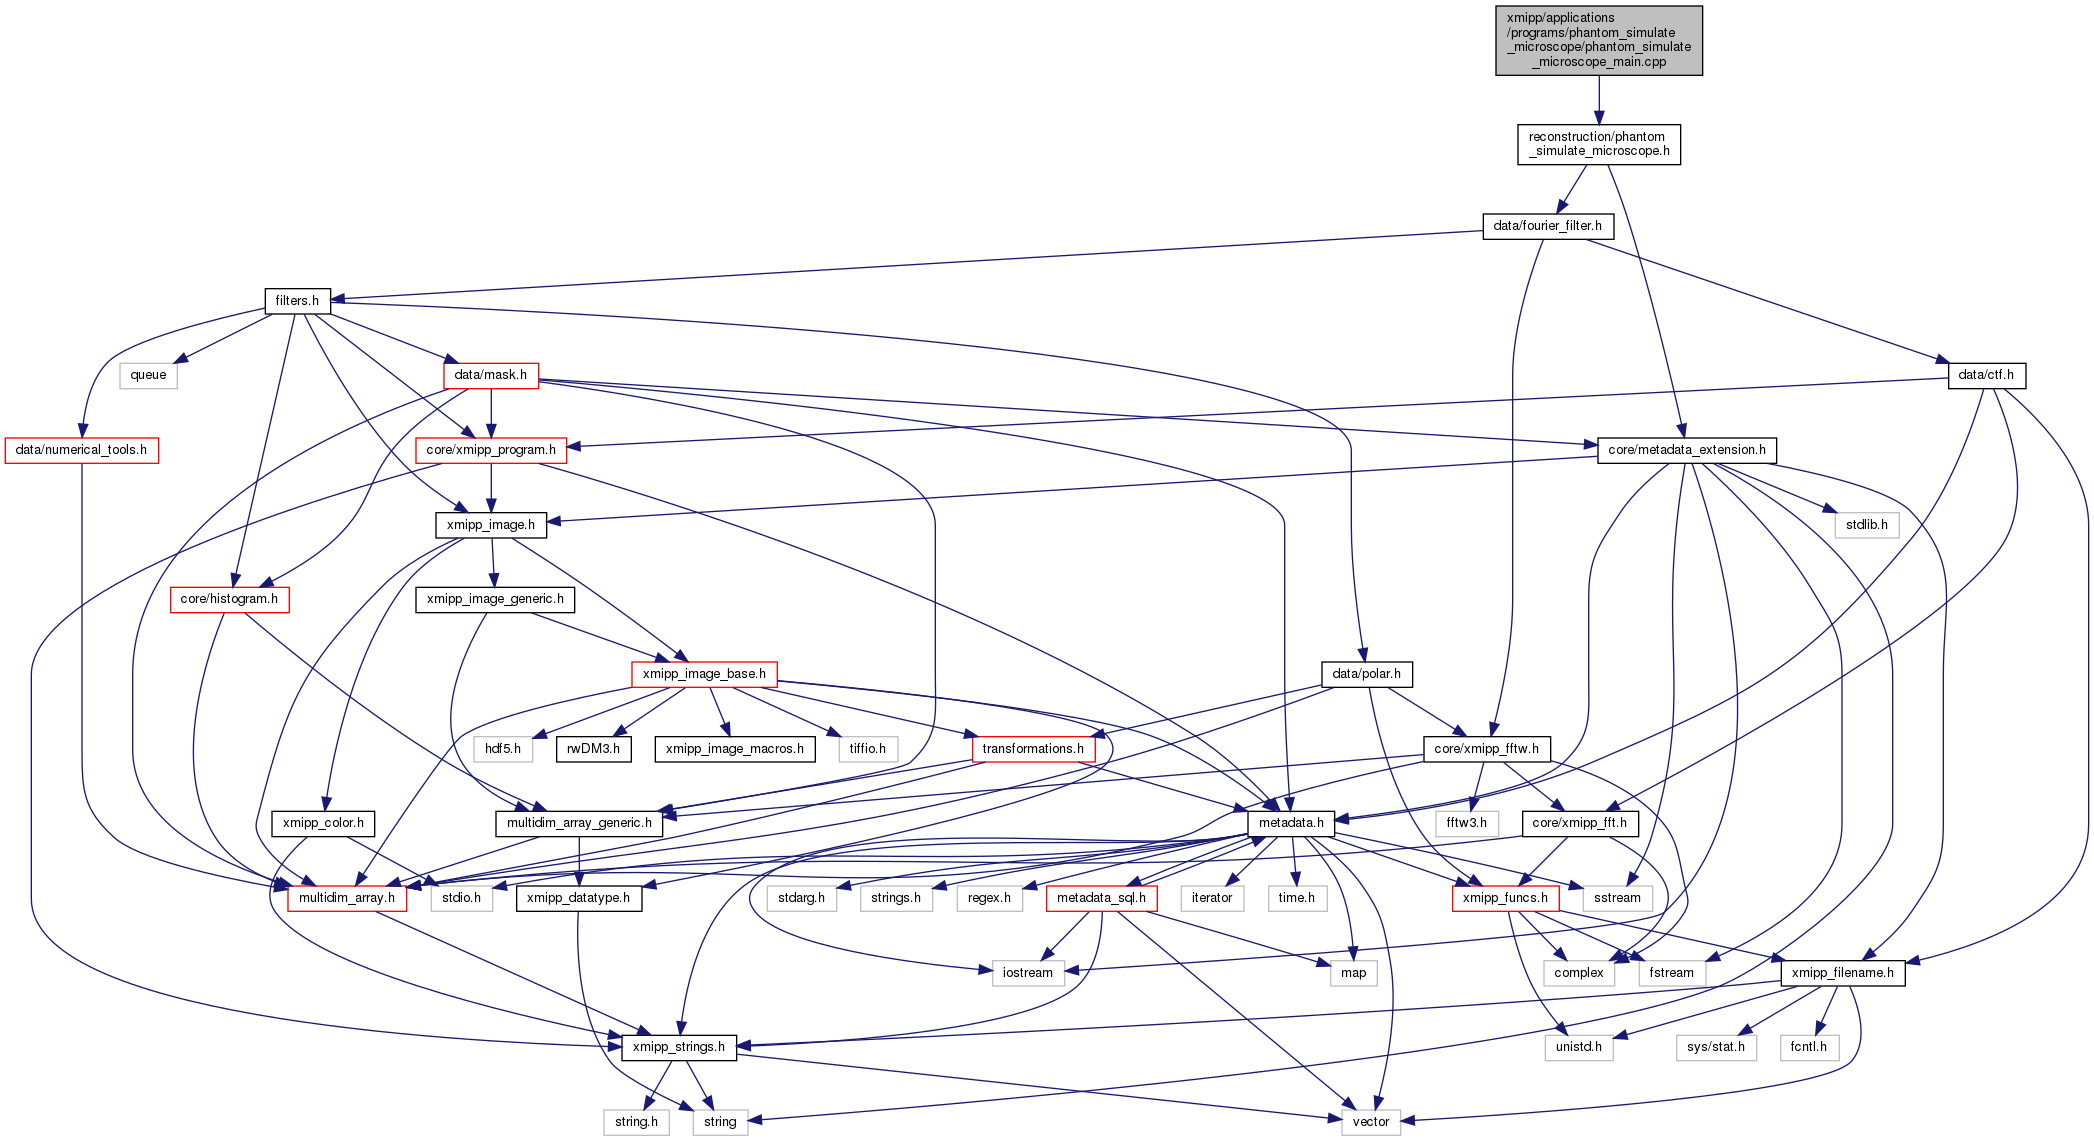 xmipp/applications
/programs/phantom_simulate
_microscope/phantom_simulate
_microscope_main.cpp
reconstruction/phantom
_simulate_microscope.h
data/fourier_filter.h
filters.h
queue
data/mask.h
data/ctf.h
data/numerical_tools.h
core/xmipp_program.h
core/metadata_extension.h
xmipp_image.h
stdlib.h
core/histogram.h
xmipp_image_generic.h
xmipp_image_base.h
data/polar.h
hdf5.h
rwDM3.h
xmipp_image_macros.h
tiffio.h
transformations.h
core/xmipp_fftw.h
xmipp_color.h
multidim_array_generic.h
metadata.h
fftw3.h
core/xmipp_fft.h
multidim_array.h
stdio.h
xmipp_datatype.h
stdarg.h
strings.h
regex.h
metadata_sql.h
iterator
time.h
xmipp_funcs.h
sstream
iostream
map
complex
fstream
xmipp_filename.h
xmipp_strings.h
unistd.h
sys/stat.h
fcntl.h
string.h
string
vector